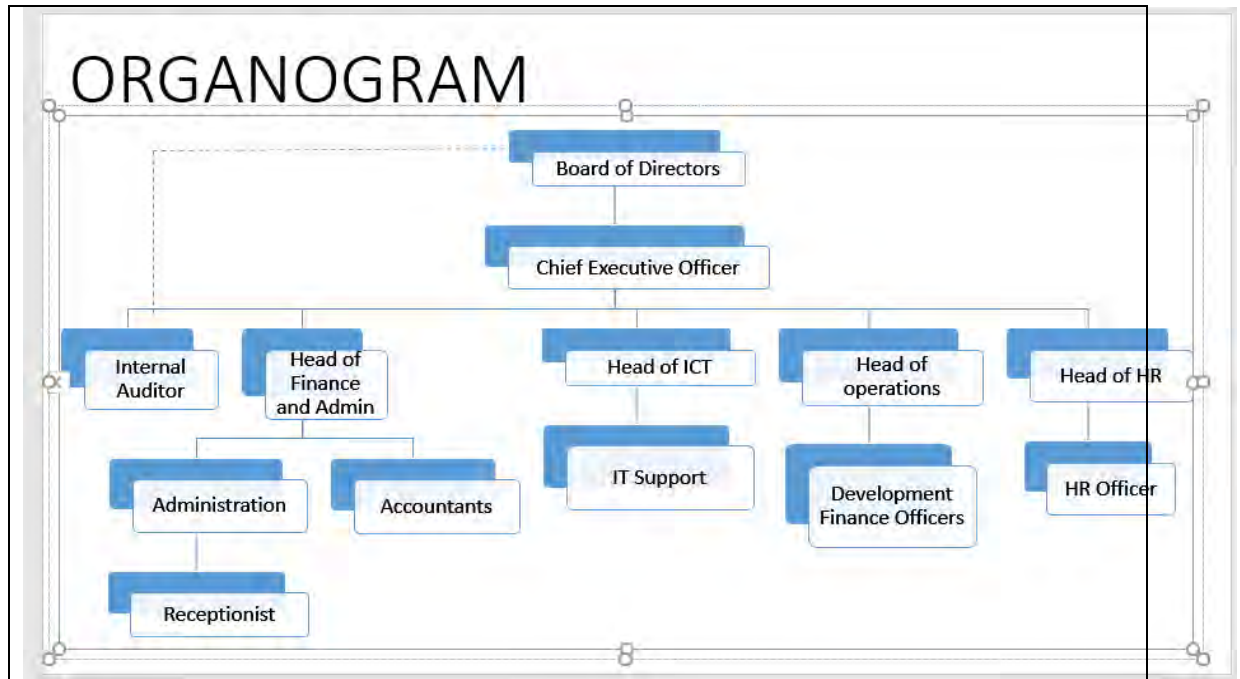 ORGANOGRAM
Board of Directors
Chief Executive Officer
Internal
Auditor
Head of
Finance
and Admin
Head of ICT
Head of
operations
Head of HR
Administration
Accountants
IT Support
Development
Finance Officers
HR Officer
Receptionist